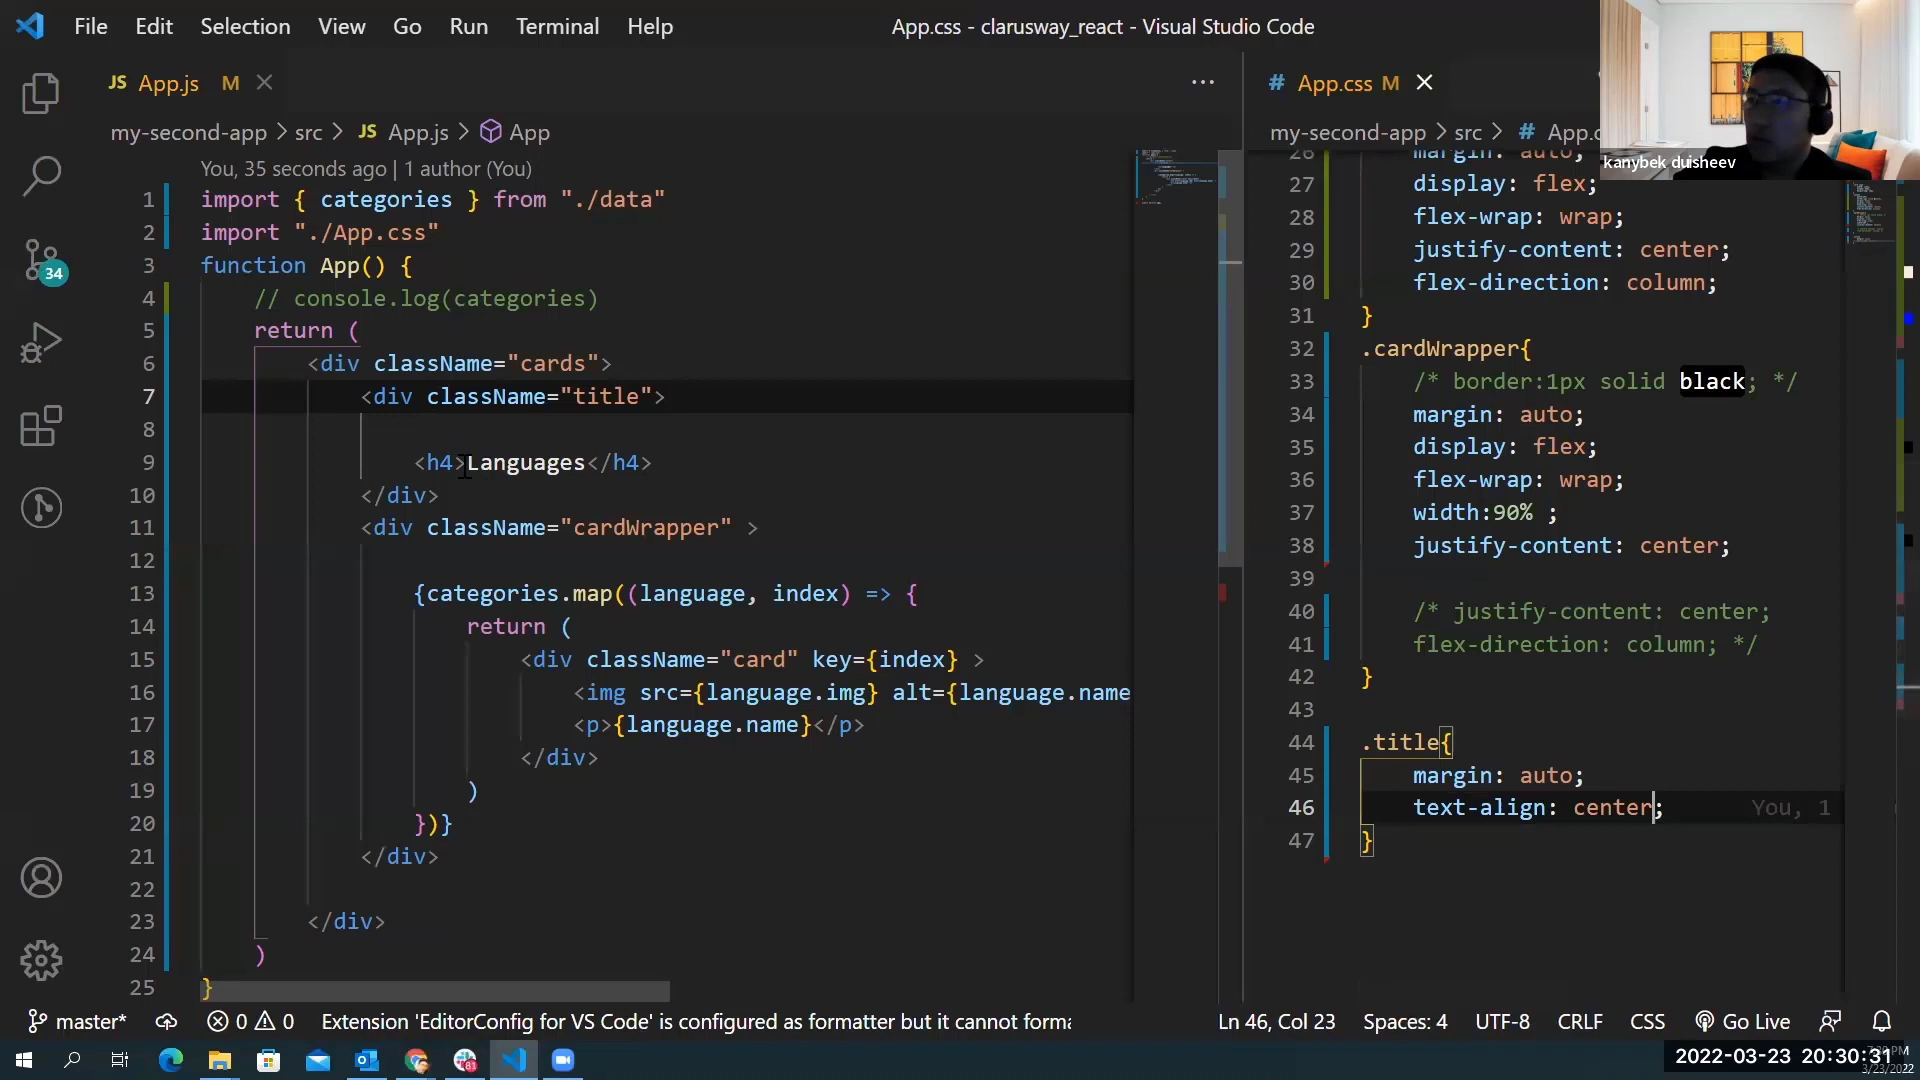 File Edit Selection View Go Run Terminal Help App.css - clarusway_react - Visual Studio Code
JS App.js M
# App.css M
my-second-app > src > JS App.js > App
my-second-app > src > # App.
kanybek duisheev
You, 35 seconds ago | 1 author (You)
1 import { categories } from "./data"
2 import "./App.css"
3 function App() {
4 // console.log(categories)
5 return (
6 <div className="cards">
7 <div className="title">
8
9 <h4>Languages</h4>
10 </div>
11 <div className="cardWrapper" >
12
13 {categories.map((language, index) => {
14 return (
15 <div className="card" key={index} >
16 <img src={language.img} alt={language.name
17 <p>{language.name}</p>
18 </div>
19 )
20 })}
21 </div>
22
23 </div>
24 )
25 }
26 margin: auto;
27 display: flex;
28 flex-wrap: wrap;
29 justify-content: center;
30 flex-direction: column;
31 }
32 .cardWrapper{
33 /* border:1px solid black; */
34 margin: auto;
35 display: flex;
36 flex-wrap: wrap;
37 width:90% ;
38 justify-content: center;
39
40 /* justify-content: center;
41 flex-direction: column; */
42 }
43
44 .title{
45 margin: auto;
46 text-align: center; You, 1
47 }
34
master* 0 0 Extension 'EditorConfig for VS Code' is configured as formatter but it cannot forma
Ln 46, Col 23 Spaces: 4 UTF-8 CRLF CSS Go Live
81
2022-03-23 20:30:31
3/23/2022